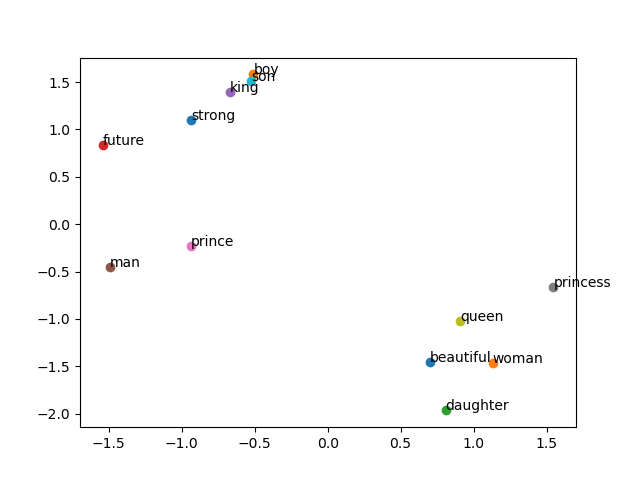 boy
son
king
strong
future
prince
man
princess
queen
beautiful
woman
daughter
1.5
1.0
0.5
0.0
−0.5
−1.0
−1.5
−2.0
−1.5
−1.0
−0.5
0.0
0.5
1.0
1.5